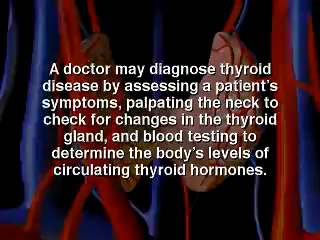 A doctor may diagnose thyroid
disease by assessing a patient's
symptoms, palpating the neck to
check for changes in the thyroid
gland, and blood testing to
determine the body's levels of
circulating thyroid hormones.